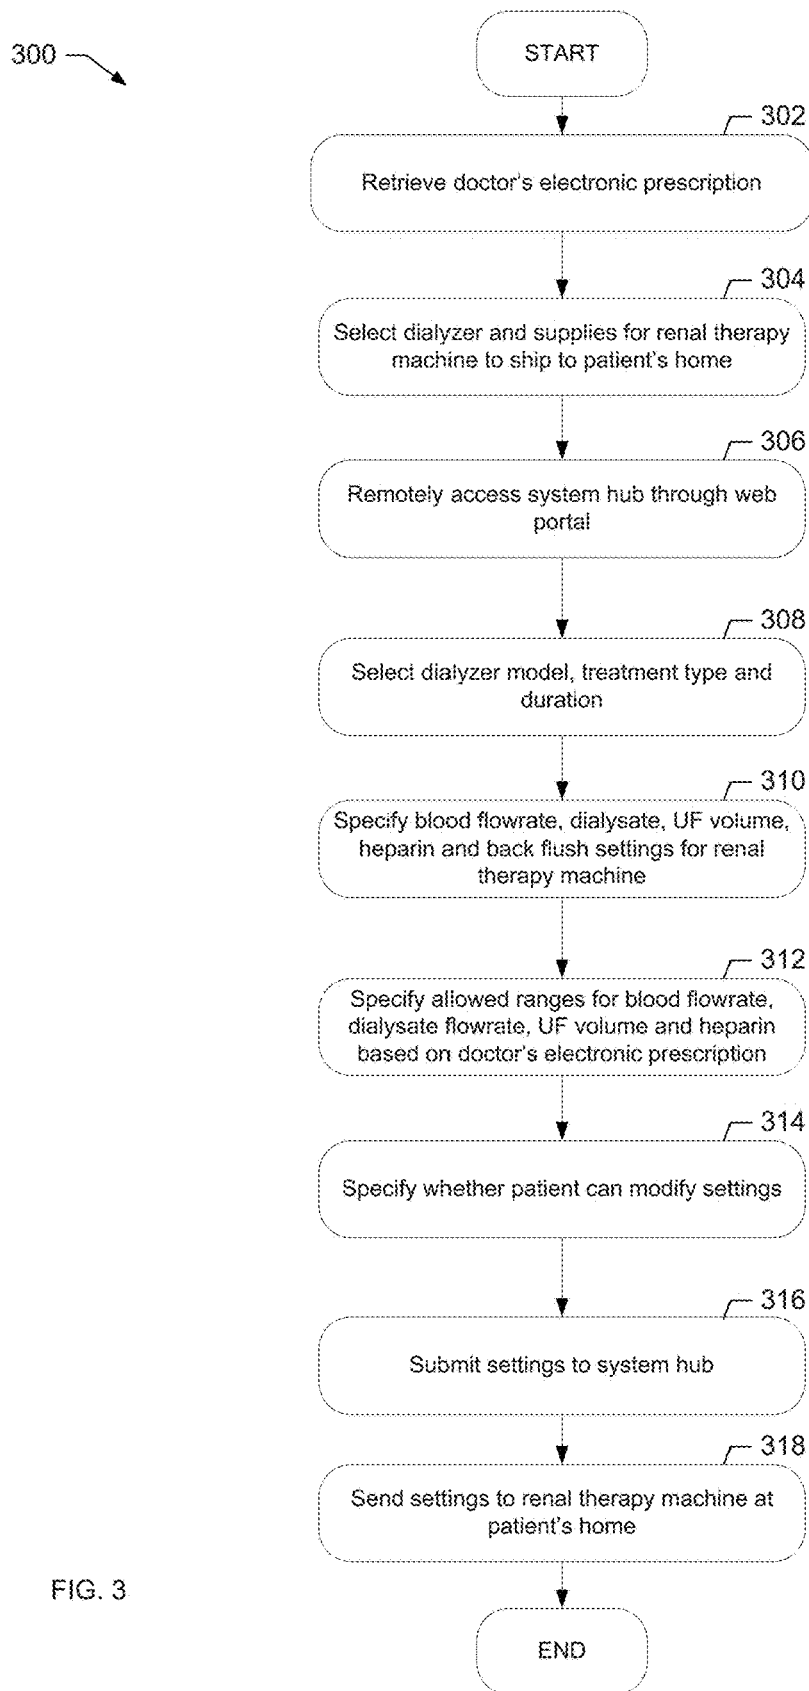 300
START
302
Retrieve doctor's electronic prescription
304
Select dialyzer and supplies for renal therapy
machine to ship to patient's home
306
Remotely access system hub through web
portal
308
Select dialyzer model, treatment type and
duration
310
Specify blood flowrate, dialysate, UF volume,
heparin and back flush settings for renal
therapy machine
312
Specify allowed ranges for blood flowrate,
dialysate flowrate, UF volume and heparin
based on doctor's electronic prescription
314
Specify whether patient can modify settings
316
Submit settings to system hub
318
Send settings to renal therapy machine at
patient's home
FIG. 3
END